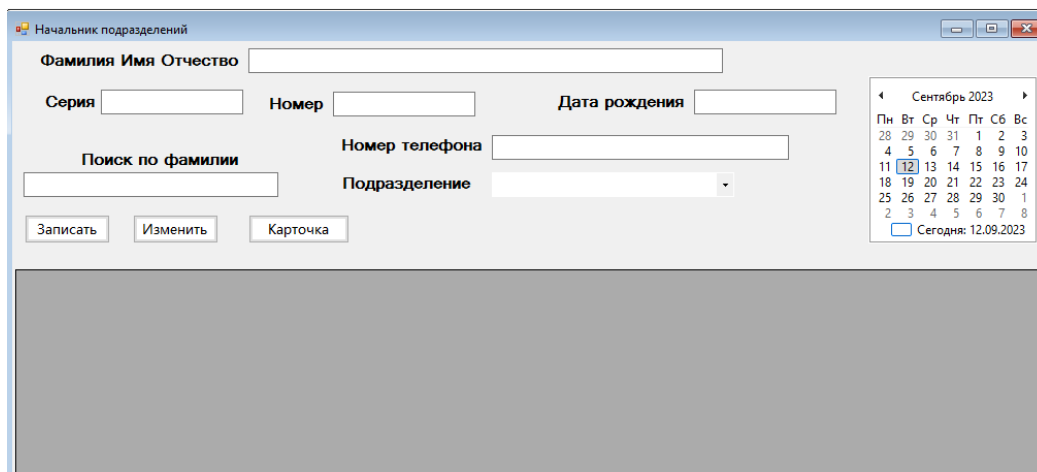 Начальник подразделений
Фамилия Имя Отчество
Серия Номер Дата рождения
Номер телефона
Поиск по фамилии
Подразделение
Записать Изменить Карточка
Сентябрь 2023
Пн Вт Ср Чт Пт Сб Вс
28 29 30 31 1 2 3
4 5 6 7 8 9 10
11 12 13 14 15 16 17
18 19 20 21 22 23 24
25 26 27 28 29 30 1
2 3 4 5 6 7 8
Сегодня: 12.09.2023